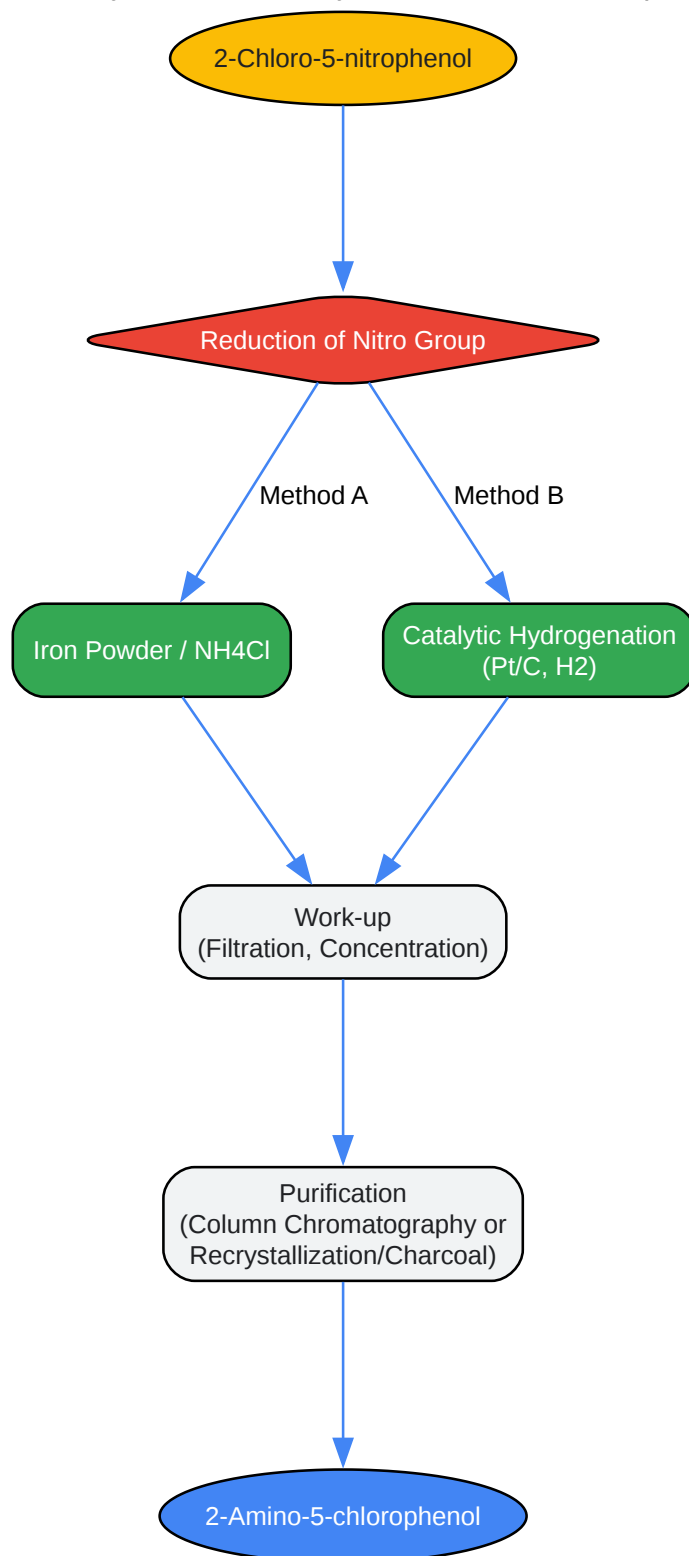 2-Chloro-5-nitrophenol
Reduction of Nitro Group
Method A
Method B
Iron Powder / NH4Cl
Catalytic Hydrogenation
(Pt/C, H2)
Work-up
(Filtration, Concentration)
Purification
(Column Chromatography or
Recrystallization/Charcoal)
2-Amino-5-chlorophenol